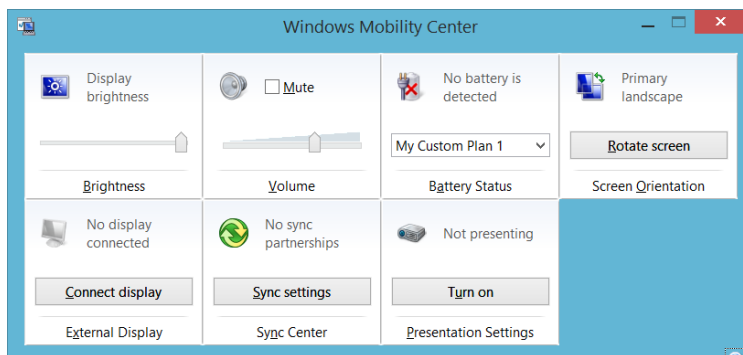 Windows Mobility Center
Display
brightness
Brightness
Mute
Volume
No battery is
detected
My Custom Plan 1
Battery Status
Primary
landscape
Rotate screen
Screen Orientation
No display
connected
Connect display
External Display
No sync
partnerships
Sync settings
Sync Center
Not presenting
Turn on
Presentation Settings